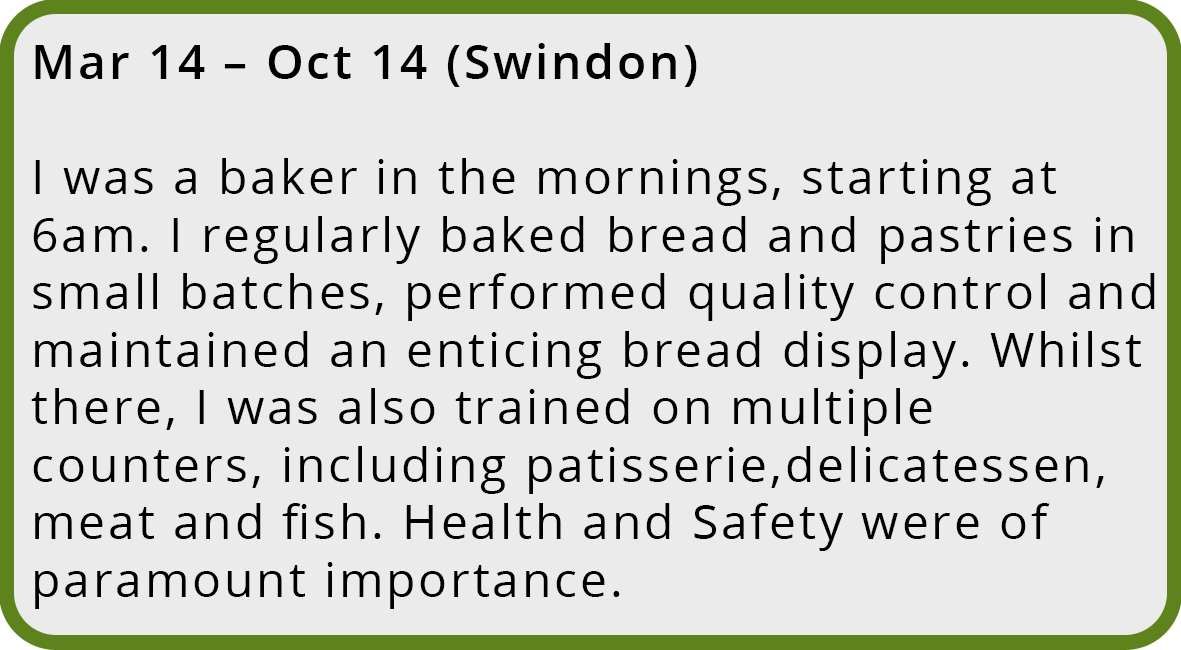 Mar 14 – Oct 14 (Swindon)
I was a baker in the mornings, starting at
6am. I regularly baked bread and pastries in
small batches, performed quality control and
maintained an enticing bread display. Whilst
there, I was also trained on multiple
counters, including patisserie,delicatessen,
meat and fish. Health and Safety were of
paramount importance.